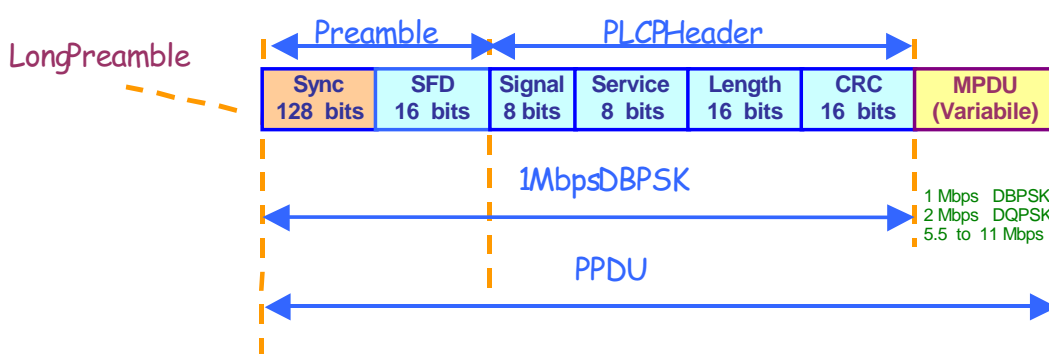 Preamble
PLCPHeader
LongPreamble
Sync
128 bits
SFD
16 bits
Signal
8 bits
Service
8 bits
Length
16 bits
CRC
16 bits
MPDU
(Variabile)
1MbpsDBPSK
1 Mbps DBPSK
2 Mbps DQPSK
5.5 to 11 Mbps
PPDU